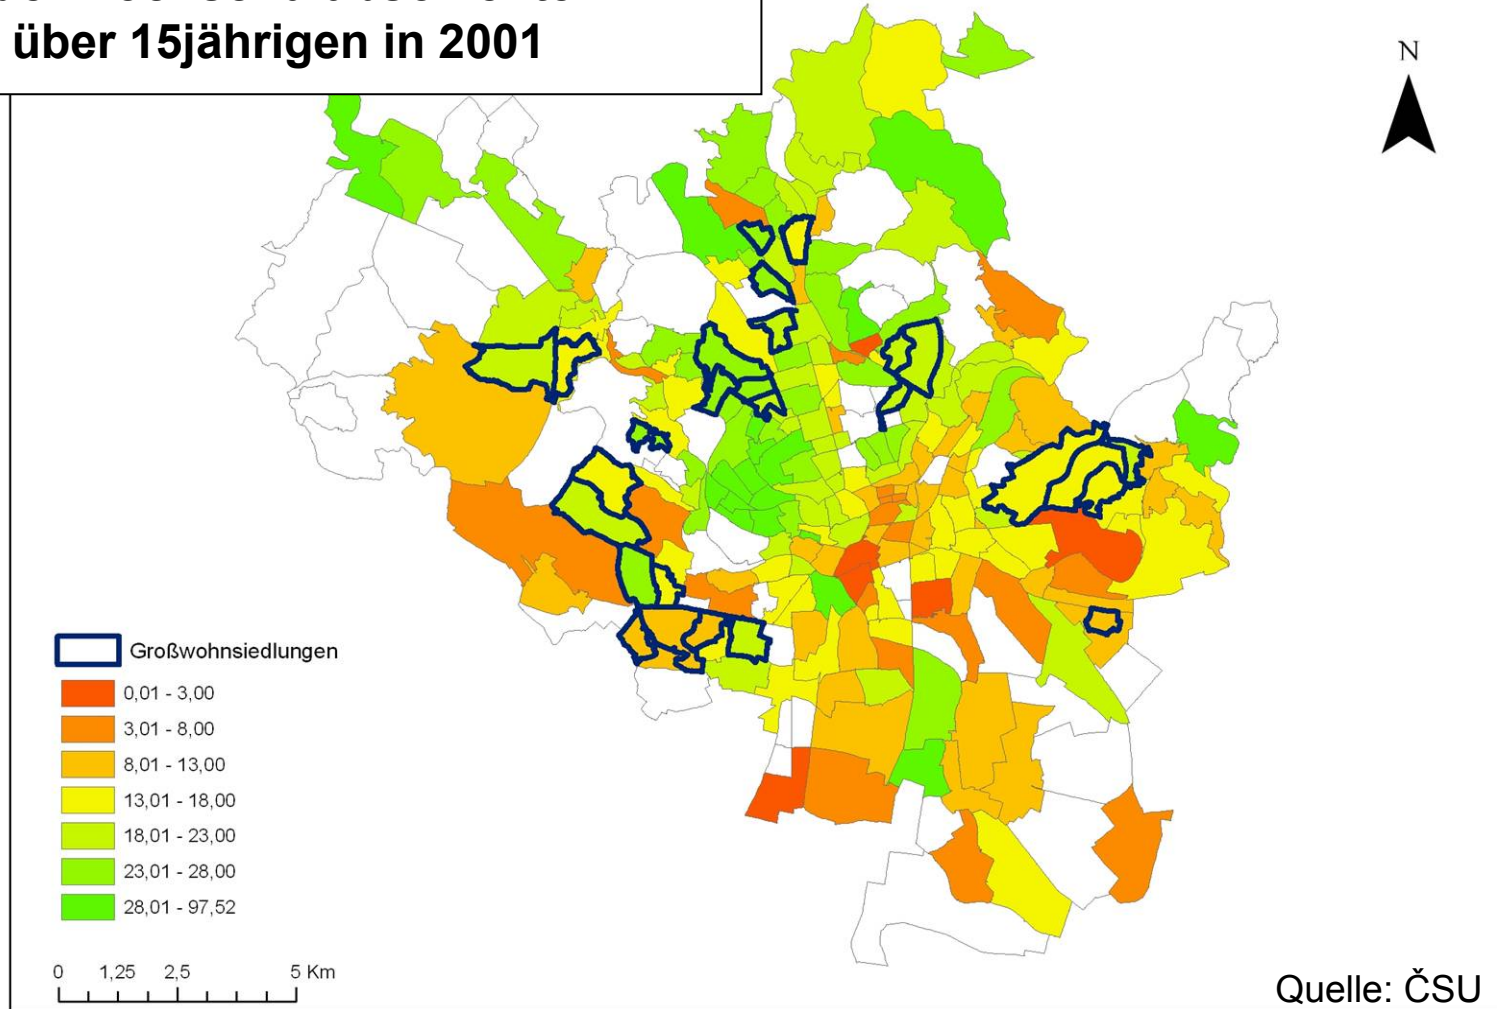 über 15jährigen in 2001
N
Großwohnsiedlungen
0,01 - 3,00
3,01 - 8,00
8,01 - 13,00
13,01 - 18,00
18,01 - 23,00
23,01 - 28,00
28,01 - 97,52
0 1,25 2,5 5 Km
Quelle: ČSU